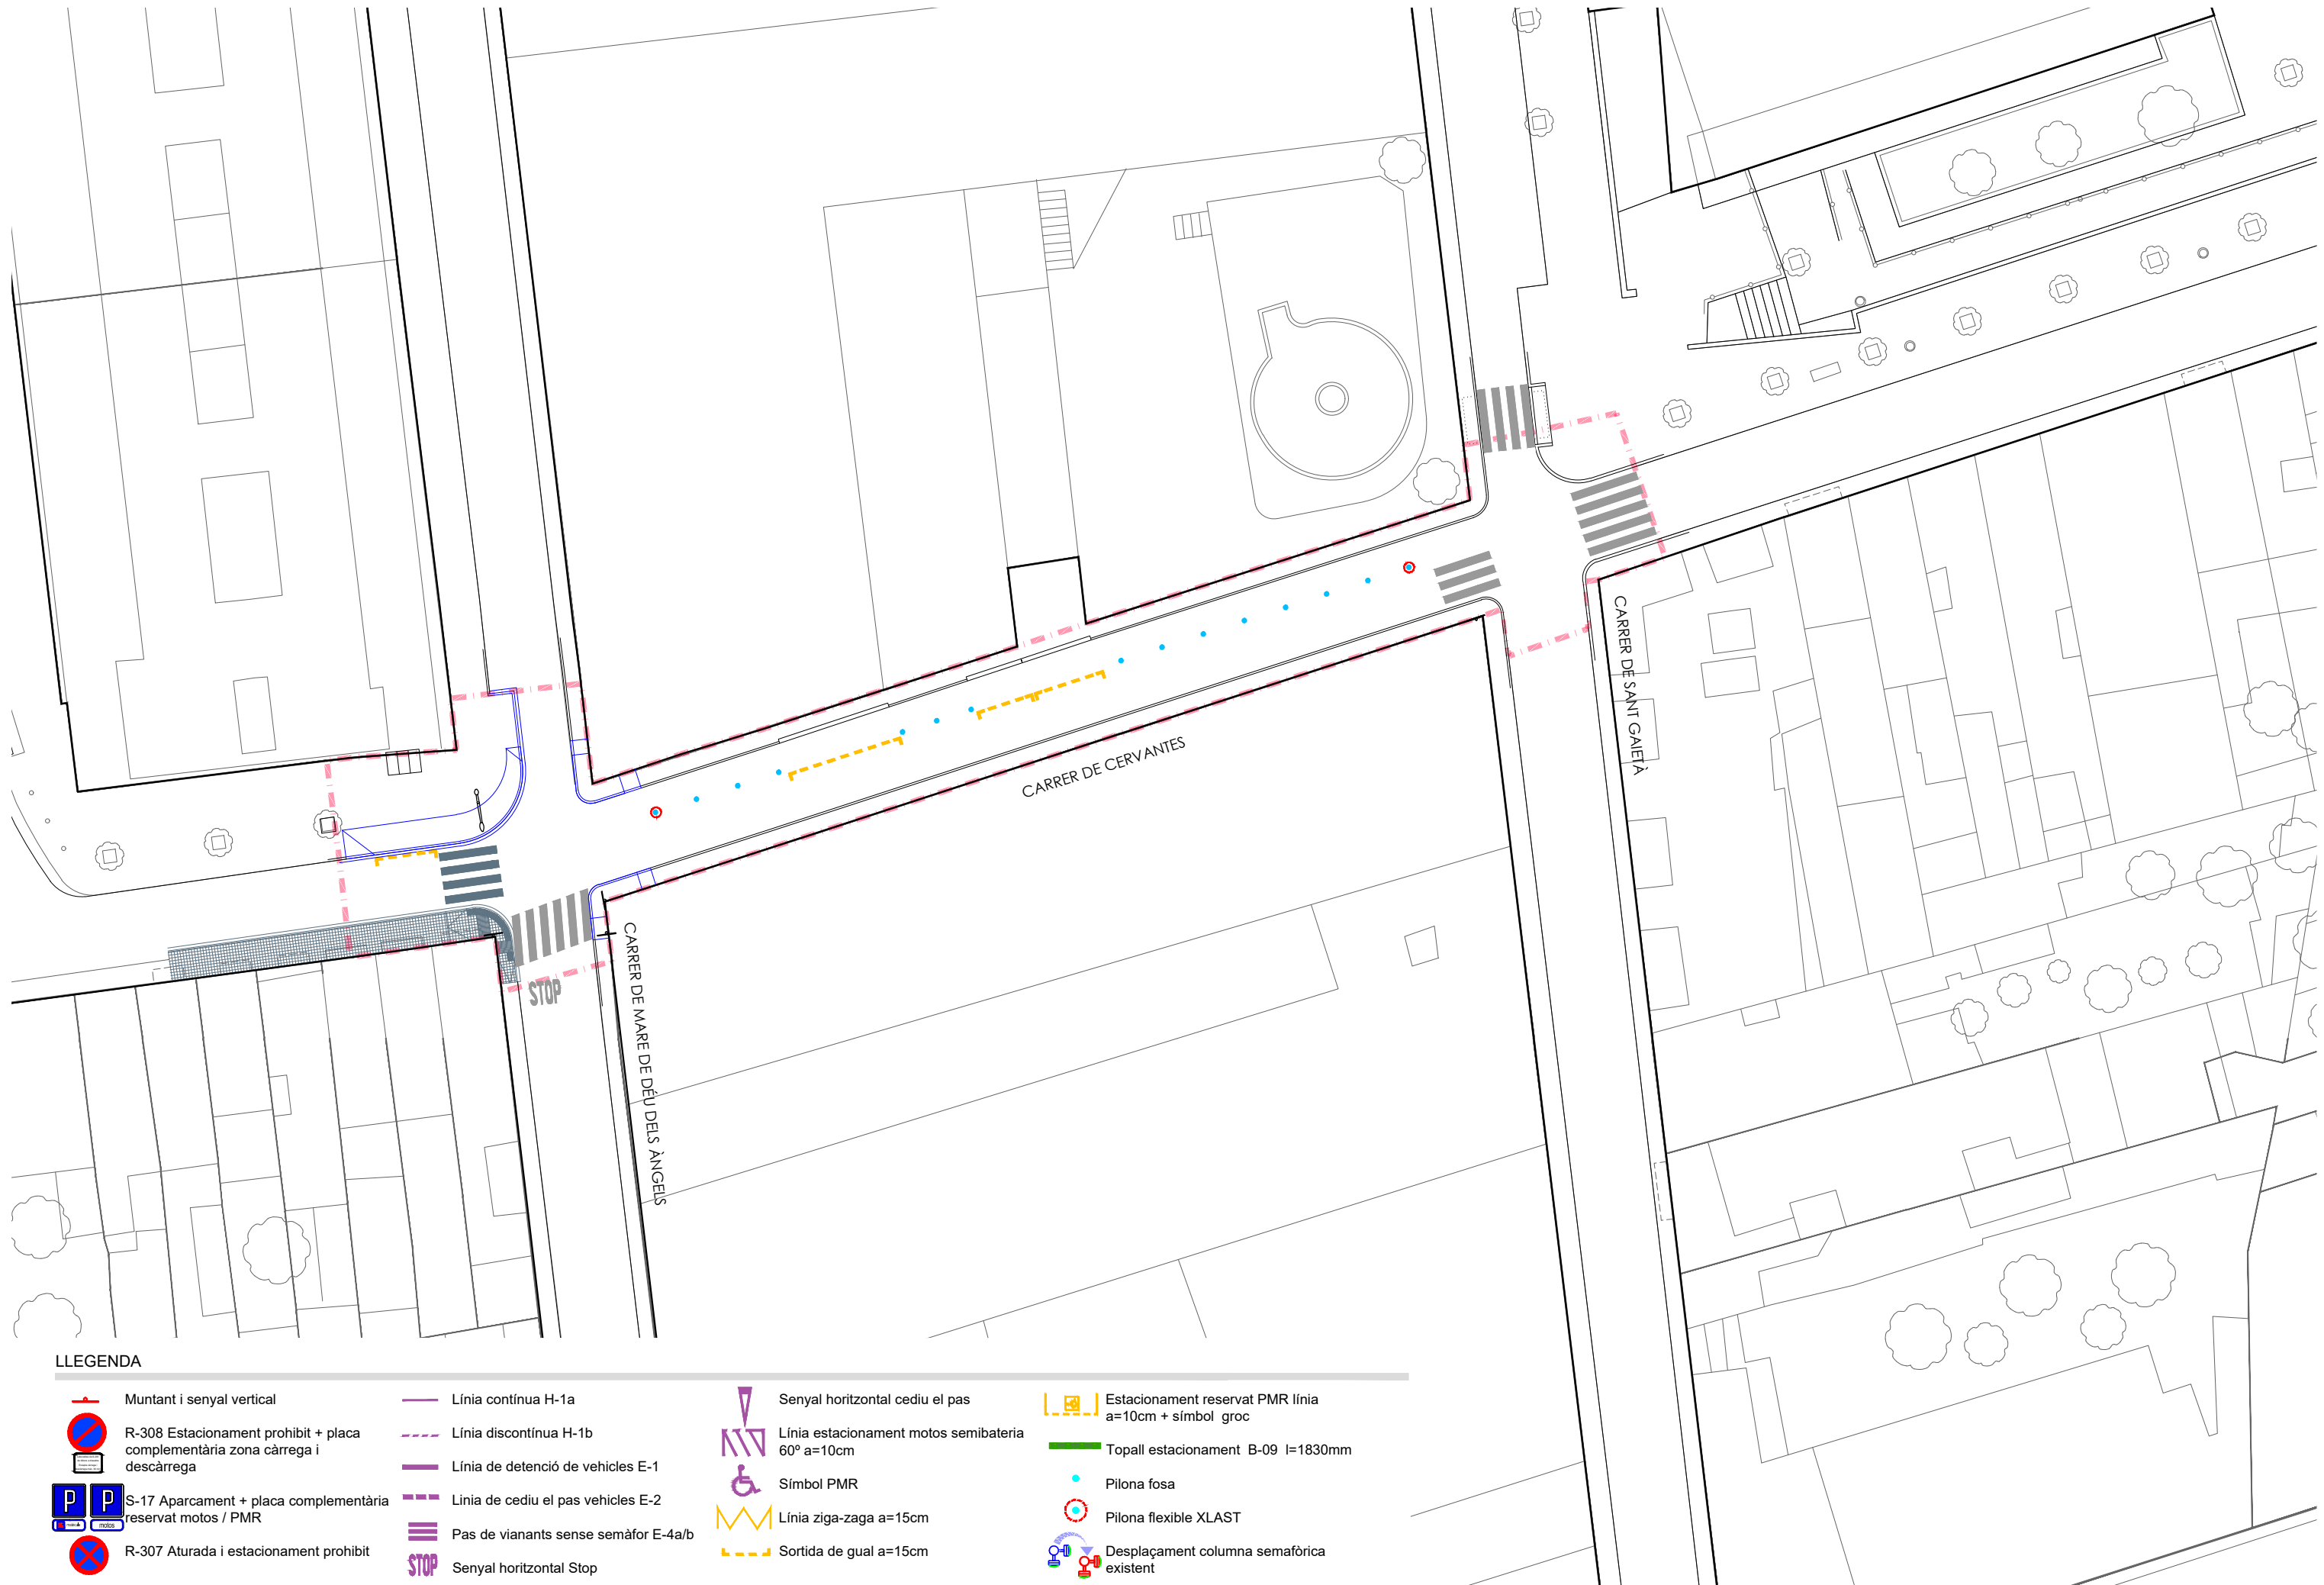 CARRER DE SANT GAIETÀ
CARRER DE CERVANTES
CARRER DE MARE DE DÉU DELS ÀNGELS
STOP
LLEGENDA
Muntant i senyal vertical
R-308 Estacionament prohibit + placa
complementària zona càrrega i
descàrrega
P P
S-17 Aparcament + placa complementària
reservat motos / PMR
motos
R-307 Aturada i estacionament prohibit
Línia contínua H-1a
Línia discontínua H-1b
Línia de detenció de vehicles E-1
Linia de cediu el pas vehicles E-2
Pas de vianants sense semàfor E-4a/b
STOP
Senyal horitzontal Stop
Senyal horitzontal cediu el pas
Línia estacionament motos semibateria
60º a=10cm
Símbol PMR
Línia ziga-zaga a=15cm
Sortida de gual a=15cm
Estacionament reservat PMR línia
a=10cm + símbol groc
Topall estacionament B-09 l=1830mm
Pilona fosa
Pilona flexible XLAST
Desplaçament columna semafòrica
existent